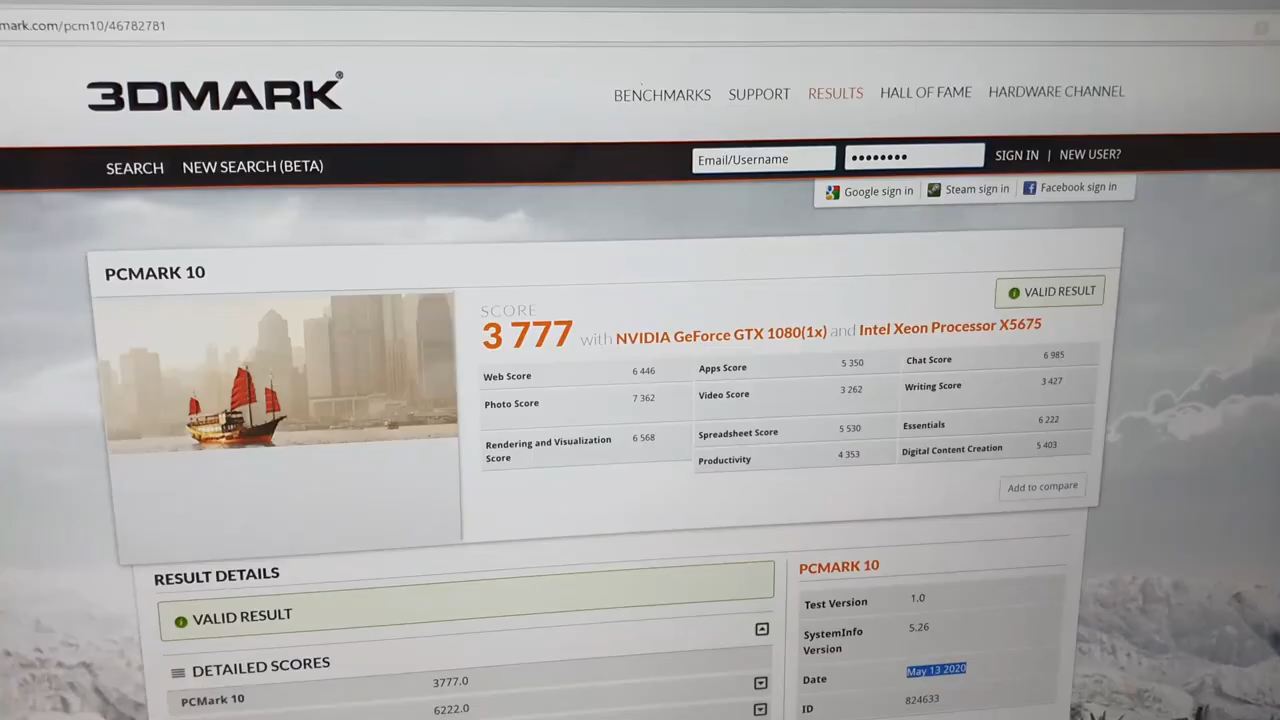 mark.com/pcm10/46782781
3DMARK®
BENCHMARKS SUPPORT RESULTS HALL OF FAME HARDWARE CHANNEL
SEARCH NEW SEARCH (BETA) Email/Username •••••••• SIGN IN | NEW USER?
Google sign in Steam sign in Facebook sign in
PCMARK 10
VALID RESULT
SCORE
3 777 with NVIDIA GeForce GTX 1080(1x) and Intel Xeon Processor X5675
Web Score 6 446 Apps Score 5 350 Chat Score 6 985
Photo Score 7 362 Video Score 3 262 Writing Score 3 427
Rendering and Visualization Score 6 568 Spreadsheet Score 5 530 Essentials 6 222
Productivity 4 353 Digital Content Creation 5 403
Add to compare
RESULT DETAILS
VALID RESULT
DETAILED SCORES
PCMark 10 3777.0
6222.0
PCMARK 10
Test Version 1.0
SystemInfo Version 5.26
Date May 13 2020
ID 824633